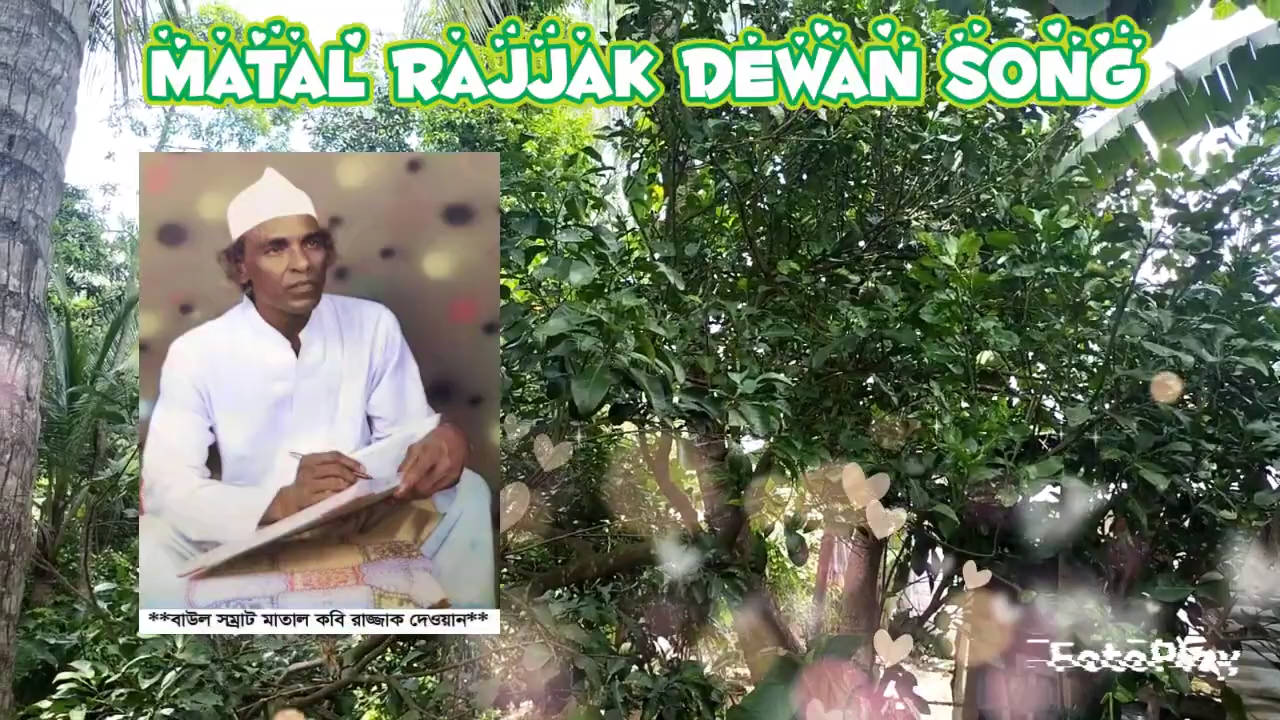 MATAL RAJJAK DEWAN SONG
**বাউল সম্রাট মাতাল কবি রাজ্জাক দেওয়ান**
FotoPlay